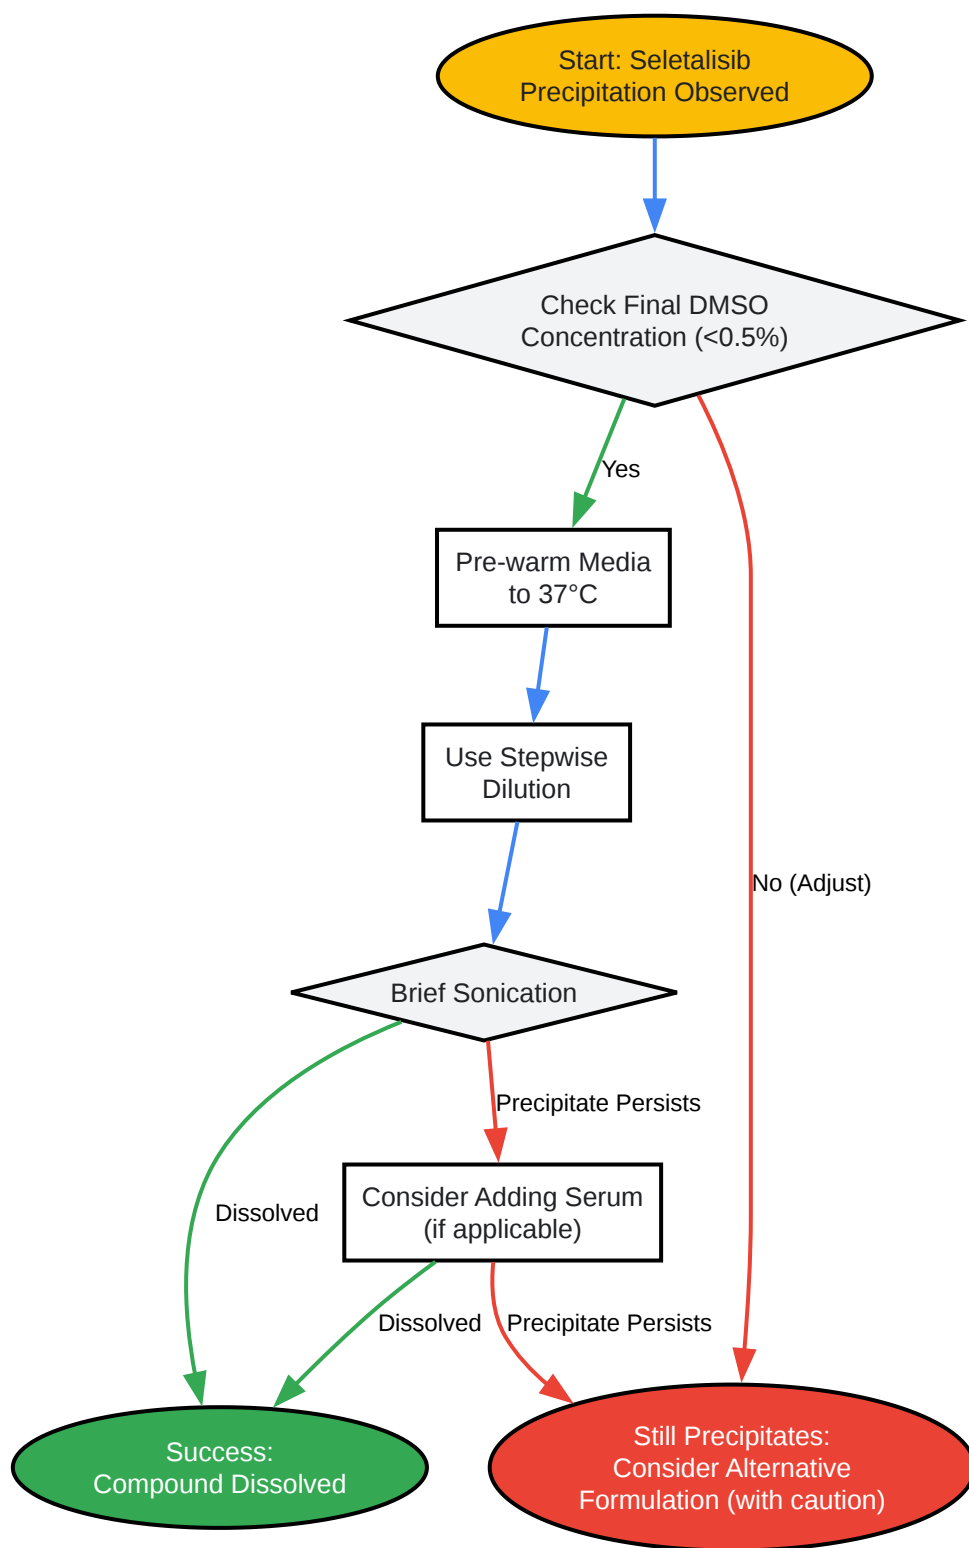 Start: Seletalisib
Precipitation Observed
Check Final DMSO
Concentration (<0.5%)
Yes
Pre-warm Media
to 37°C
Use Stepwise
Dilution
No (Adjust)
Brief Sonication
Precipitate Persists
Consider Adding Serum
(if applicable)
Dissolved
Dissolved
Precipitate Persists
Success:
Compound Dissolved
Still Precipitates:
Consider Alternative
Formulation (with caution)